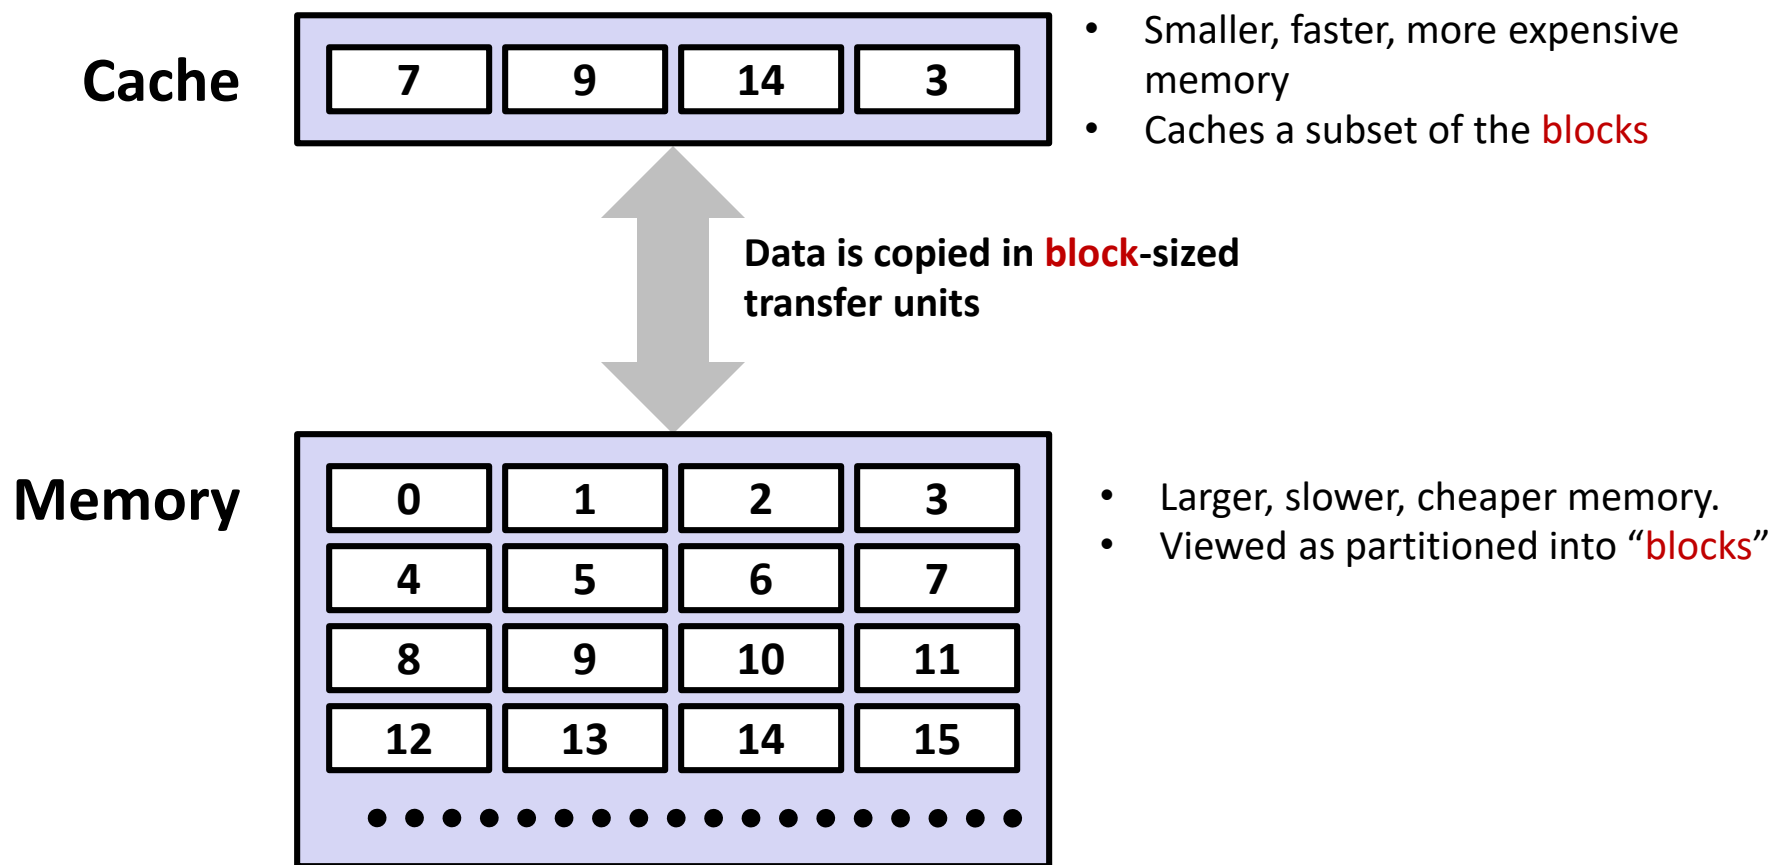 Cache
7 9 14 3
• Smaller, faster, more expensive
memory
• Caches a subset of the blocks
Data is copied in block-sized
transfer units
Memory
0 1 2 3
4 5 6 7
8 9 10 11
12 13 14 15
• Larger, slower, cheaper memory.
• Viewed as partitioned into “blocks”